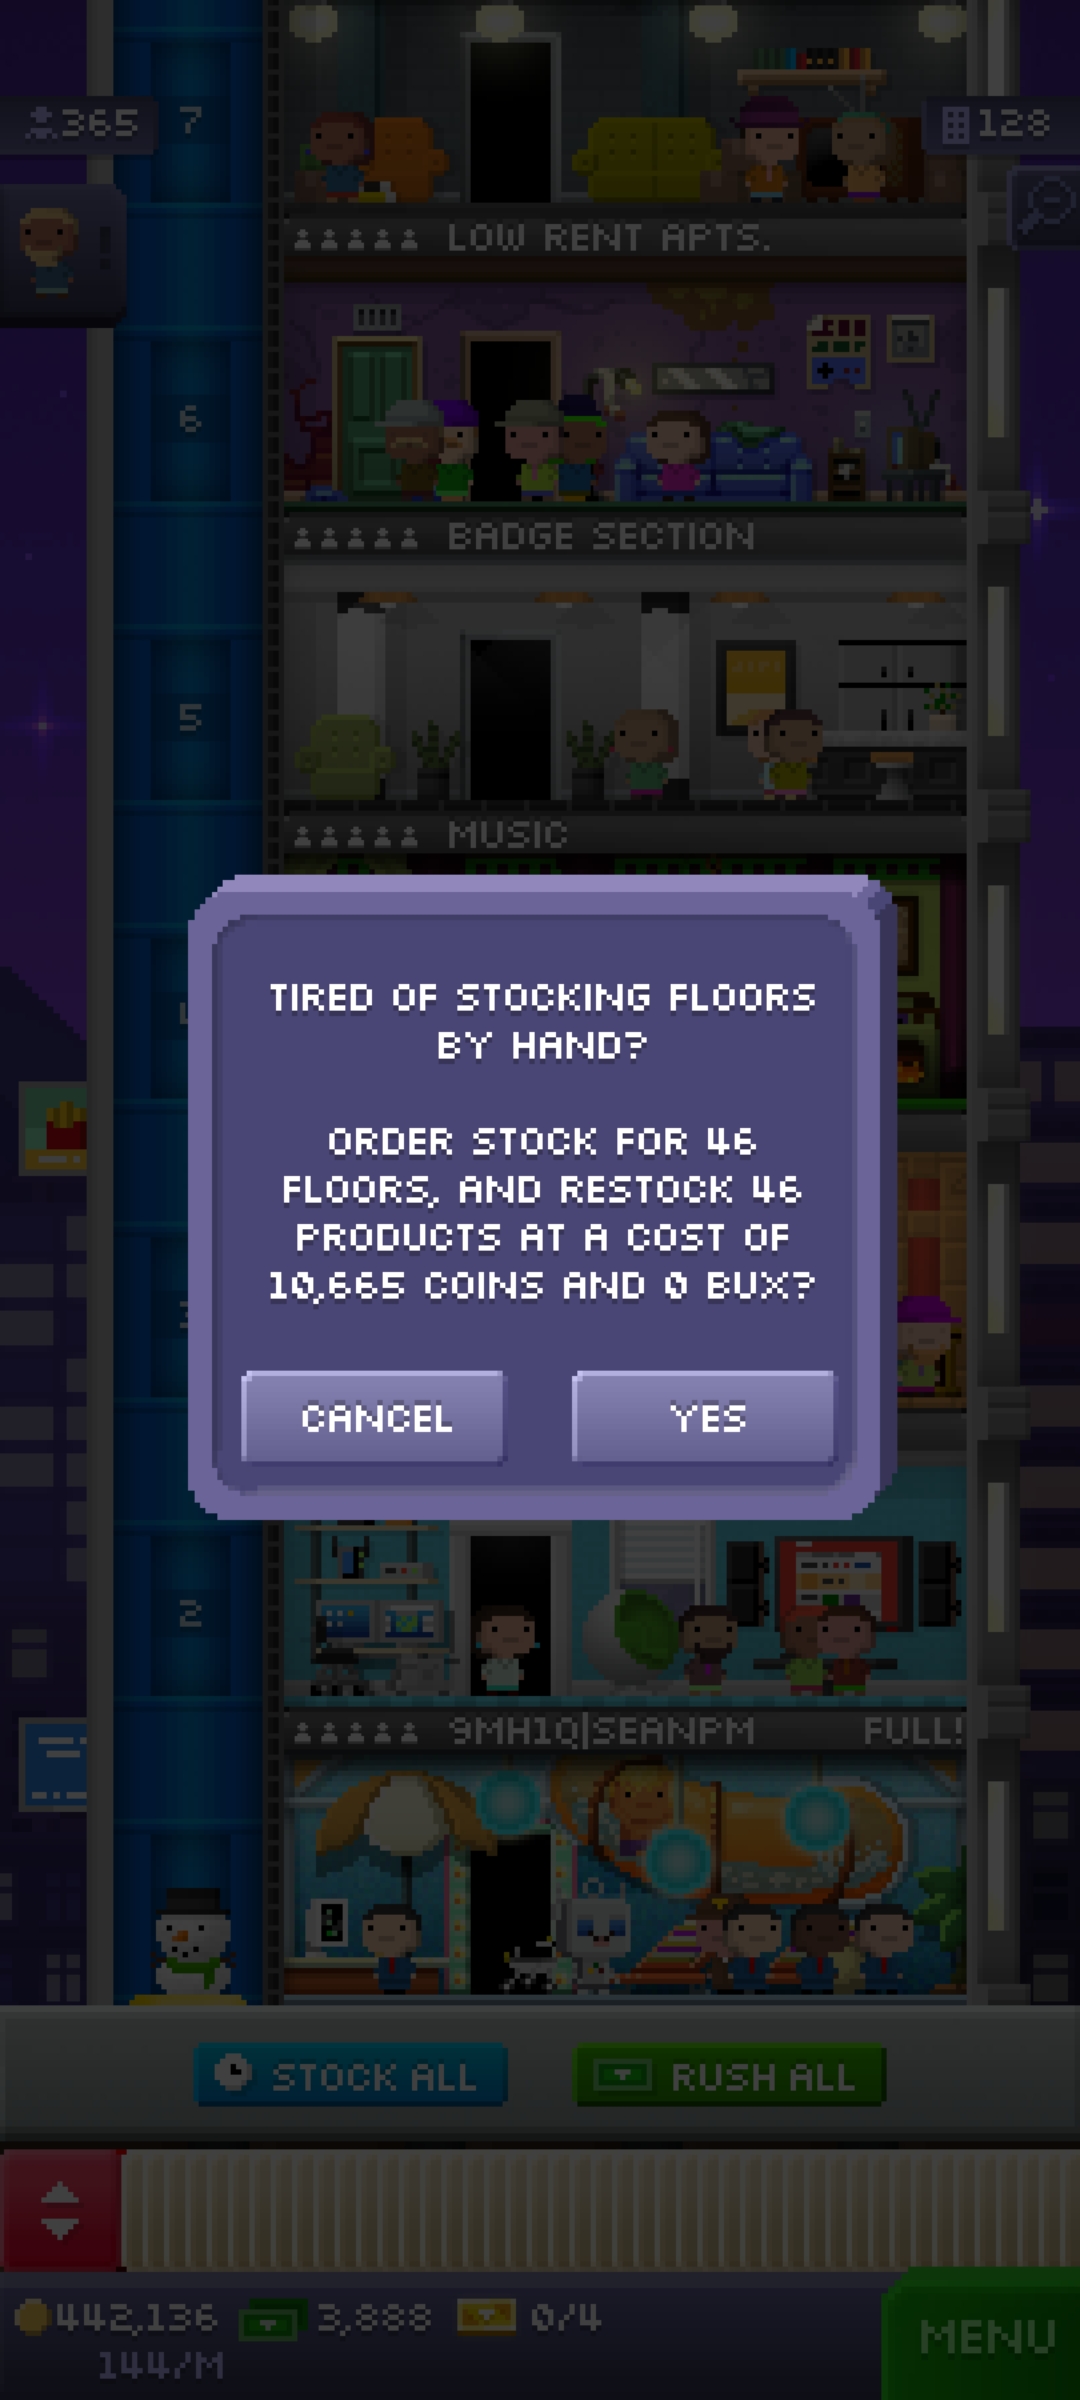 365
7
128
LOW RENT APTS.
6
BADGE SECTION
5
MUSIC
TIRED OF STOCKING FLOORS
BY HAND?
ORDER STOCK FOR 46
FLOORS, AND RESTOCK 46
PRODUCTS AT A COST OF
10,665 COINS AND 0 BUX?
CANCEL
YES
2
9MH1Q|SEANPM
FULL!
STOCK ALL
RUSH ALL
442,136
3,888
0/4
144/M
MENU